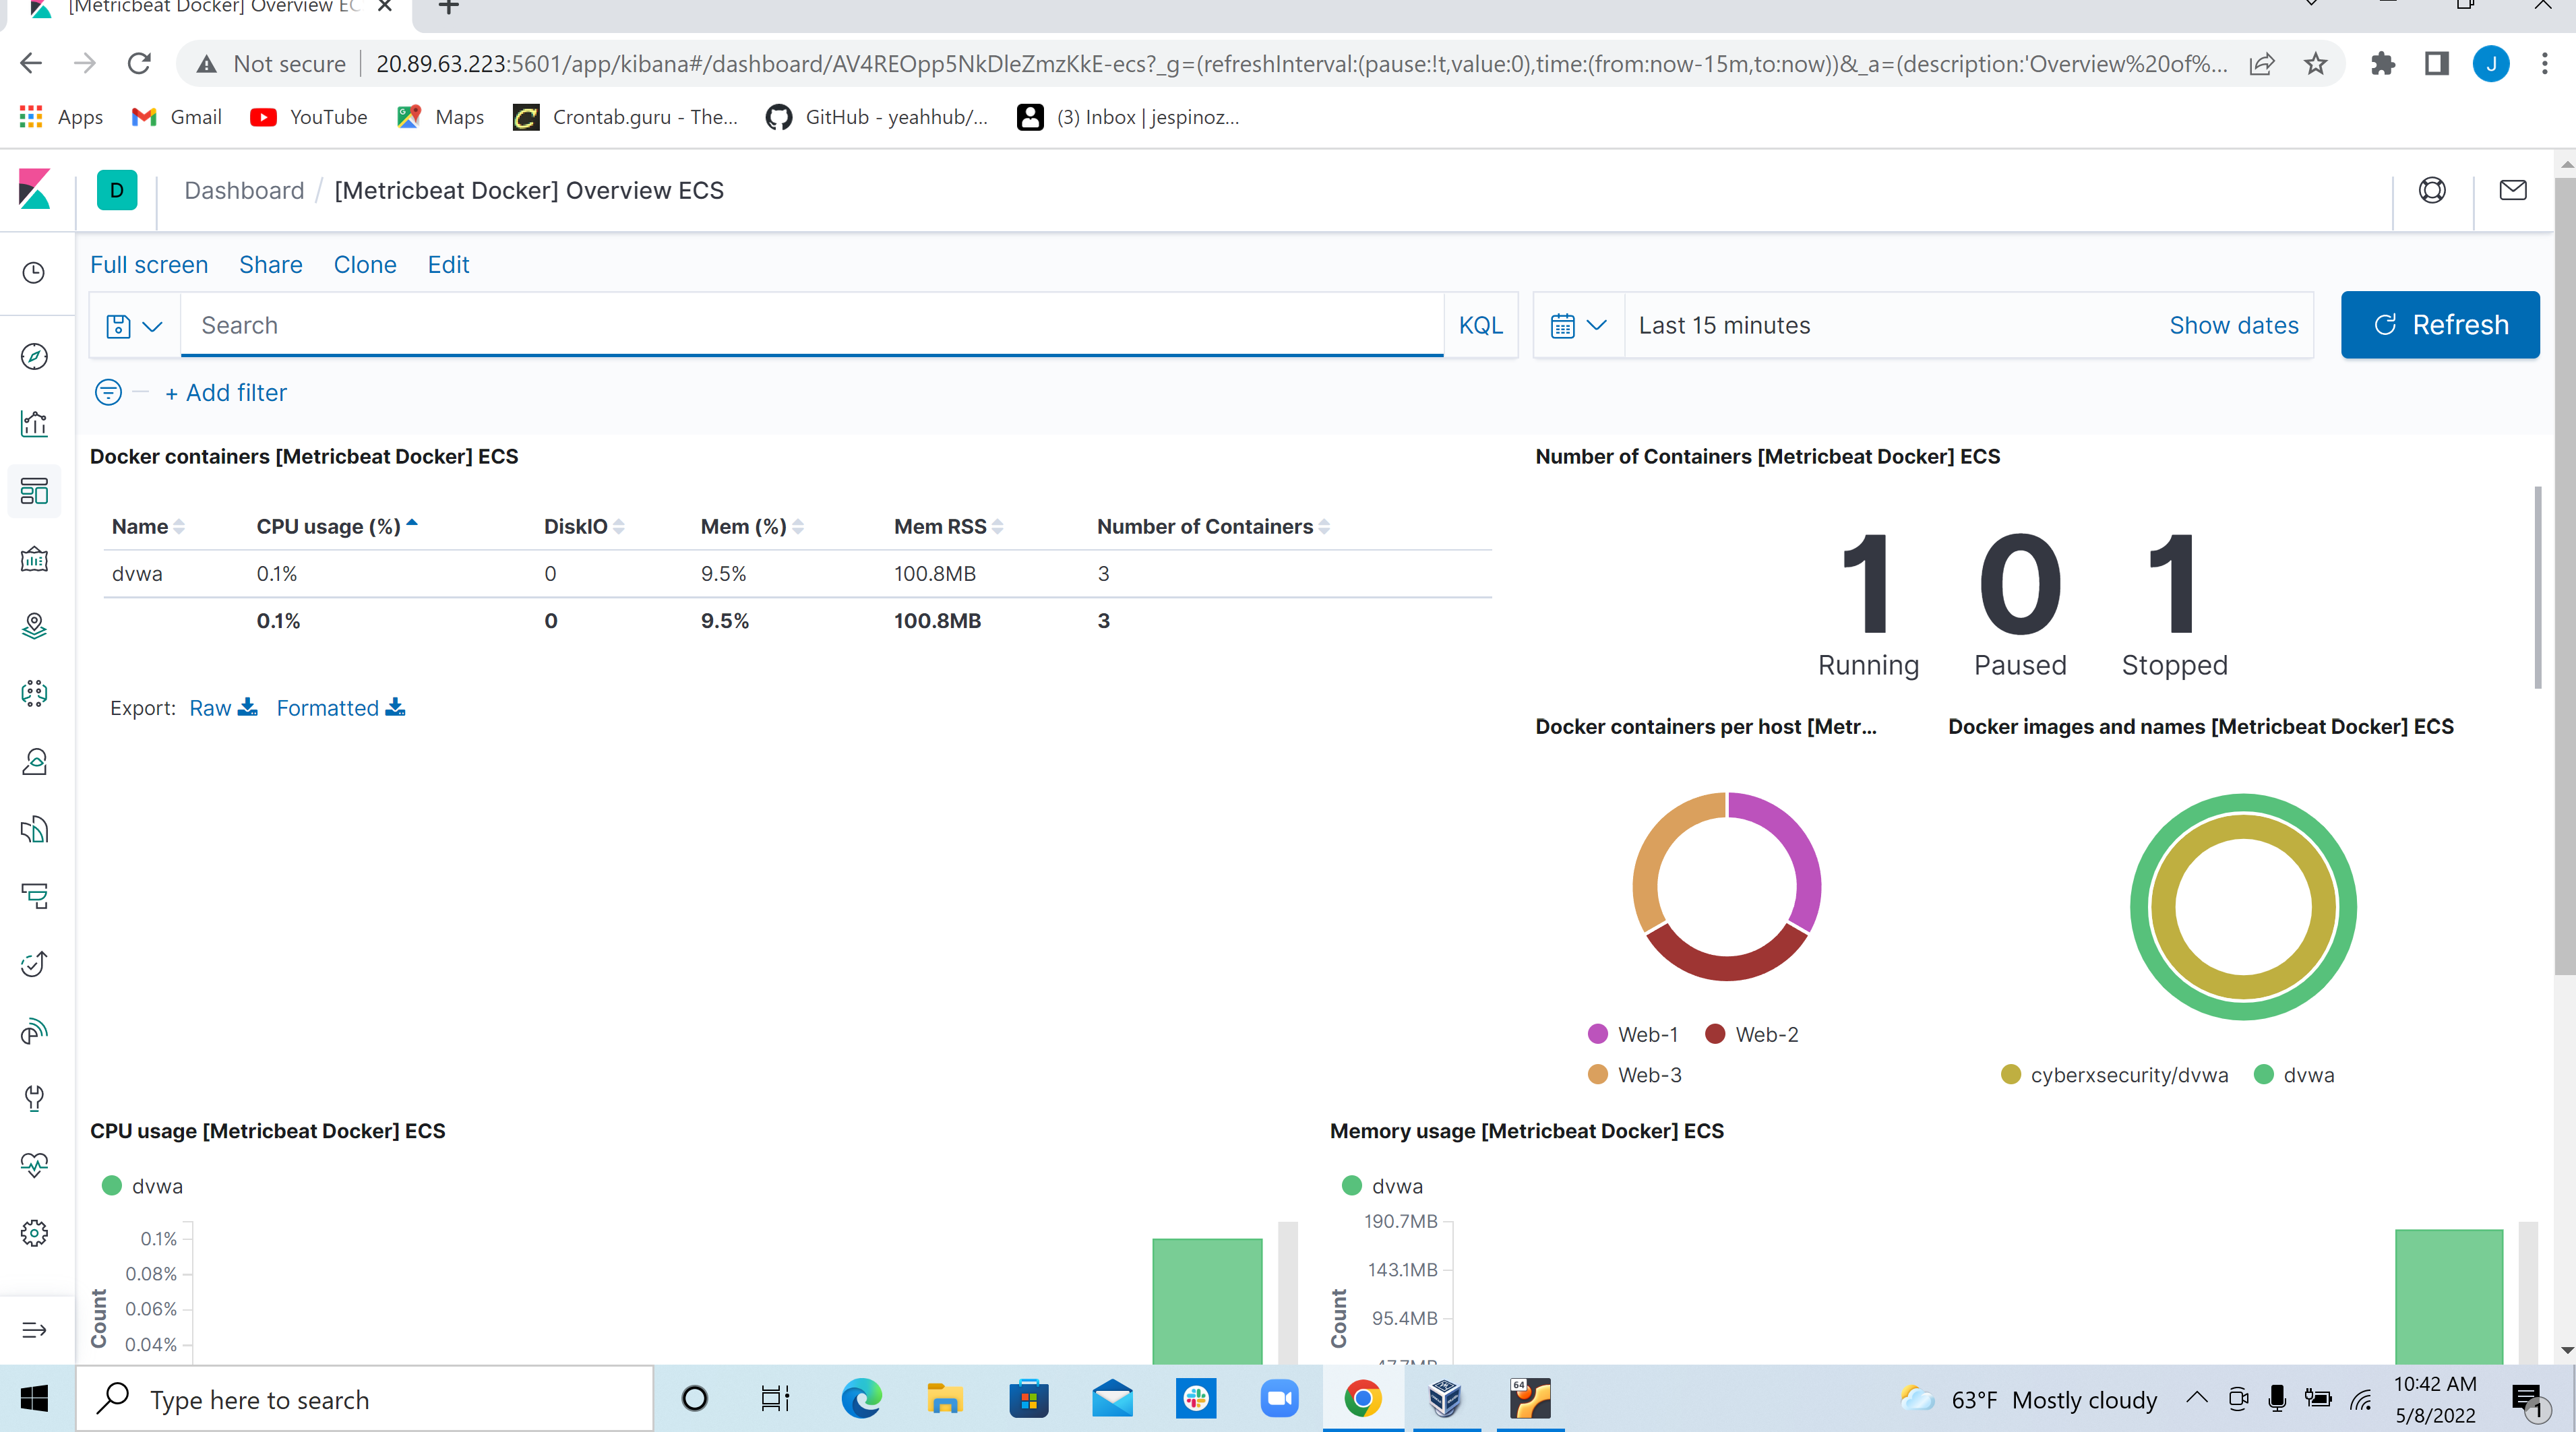 [Metricbeat Docker] Overview EC
Not secure
20.89.63.223:5601/app/kibana#/dashboard/AV4REOpp5NkDleZmzKkE-ecs?_g=(refreshInterval:(pause:!t,value:0),time:(from:now-15m,to:now))&_a=(description:'Overview%20of%...
J
Apps
Gmail
YouTube
Maps
Crontab.guru - The...
GitHub - yeahhub/...
(3) Inbox | jespinoz...
D
Dashboard / [Metricbeat Docker] Overview ECS
Full screen
Share
Clone
Edit
Search
KQL
Last 15 minutes
Show dates
Refresh
+ Add filter
Docker containers [Metricbeat Docker] ECS
Name CPU usage (%) DiskIO Mem (%) Mem RSS Number of Containers
dvwa 0.1% 0 9.5% 100.8MB 3
0.1% 0 9.5% 100.8MB 3
Export: Raw Formatted
Number of Containers [Metricbeat Docker] ECS
1 0 1
Running Paused Stopped
Docker containers per host [Metr...
Web-1 Web-2
Web-3
Docker images and names [Metricbeat Docker] ECS
cyberxsecurity/dvwa dvwa
CPU usage [Metricbeat Docker] ECS
dvwa
0.1%
0.08%
0.06%
0.04%
Count
Memory usage [Metricbeat Docker] ECS
dvwa
190.7MB
143.1MB
95.4MB
Count
Type here to search
64
63°F Mostly cloudy
10:42 AM
5/8/2022
1